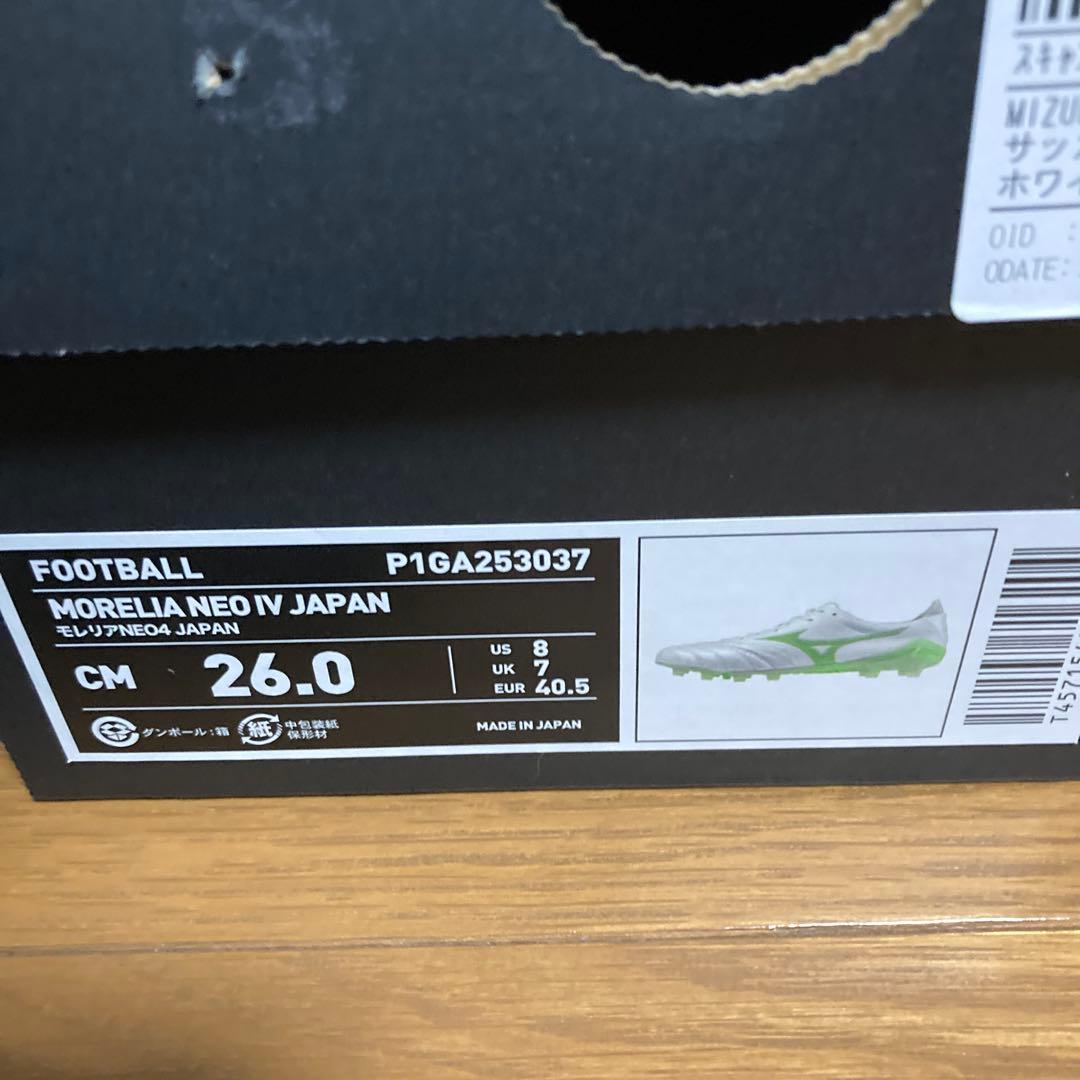 スキャ
MIZU
サッ
ホワイ
OID :
ODATE:
FOOTBALL P1GA253037
MORELIA NEO IV JAPAN
モレリアNEO4 JAPAN
CM 26.0
US 8
UK 7
EUR 40.5
ダンボール:箱
紙
中包装紙
保形材
MADE IN JAPAN
T45715